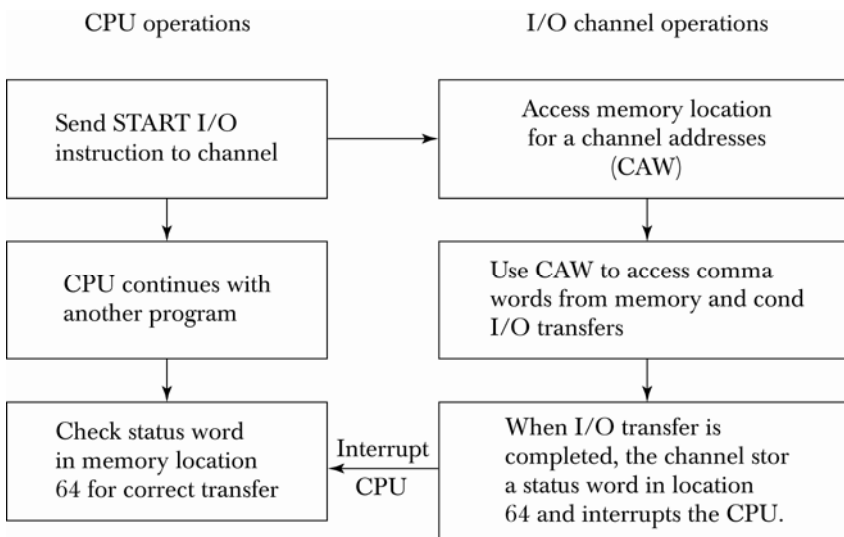 CPU operations
I/O channel operations
Send START I/O
instruction to channel
Access memory location
for a channel addresses
(CAW)
CPU continues with
another program
Use CAW to access comma
words from memory and cond
I/O transfers
Check status word
in memory location
64 for correct transfer
Interrupt
CPU
When I/O transfer is
completed, the channel stor
a status word in location
64 and interrupts the CPU.